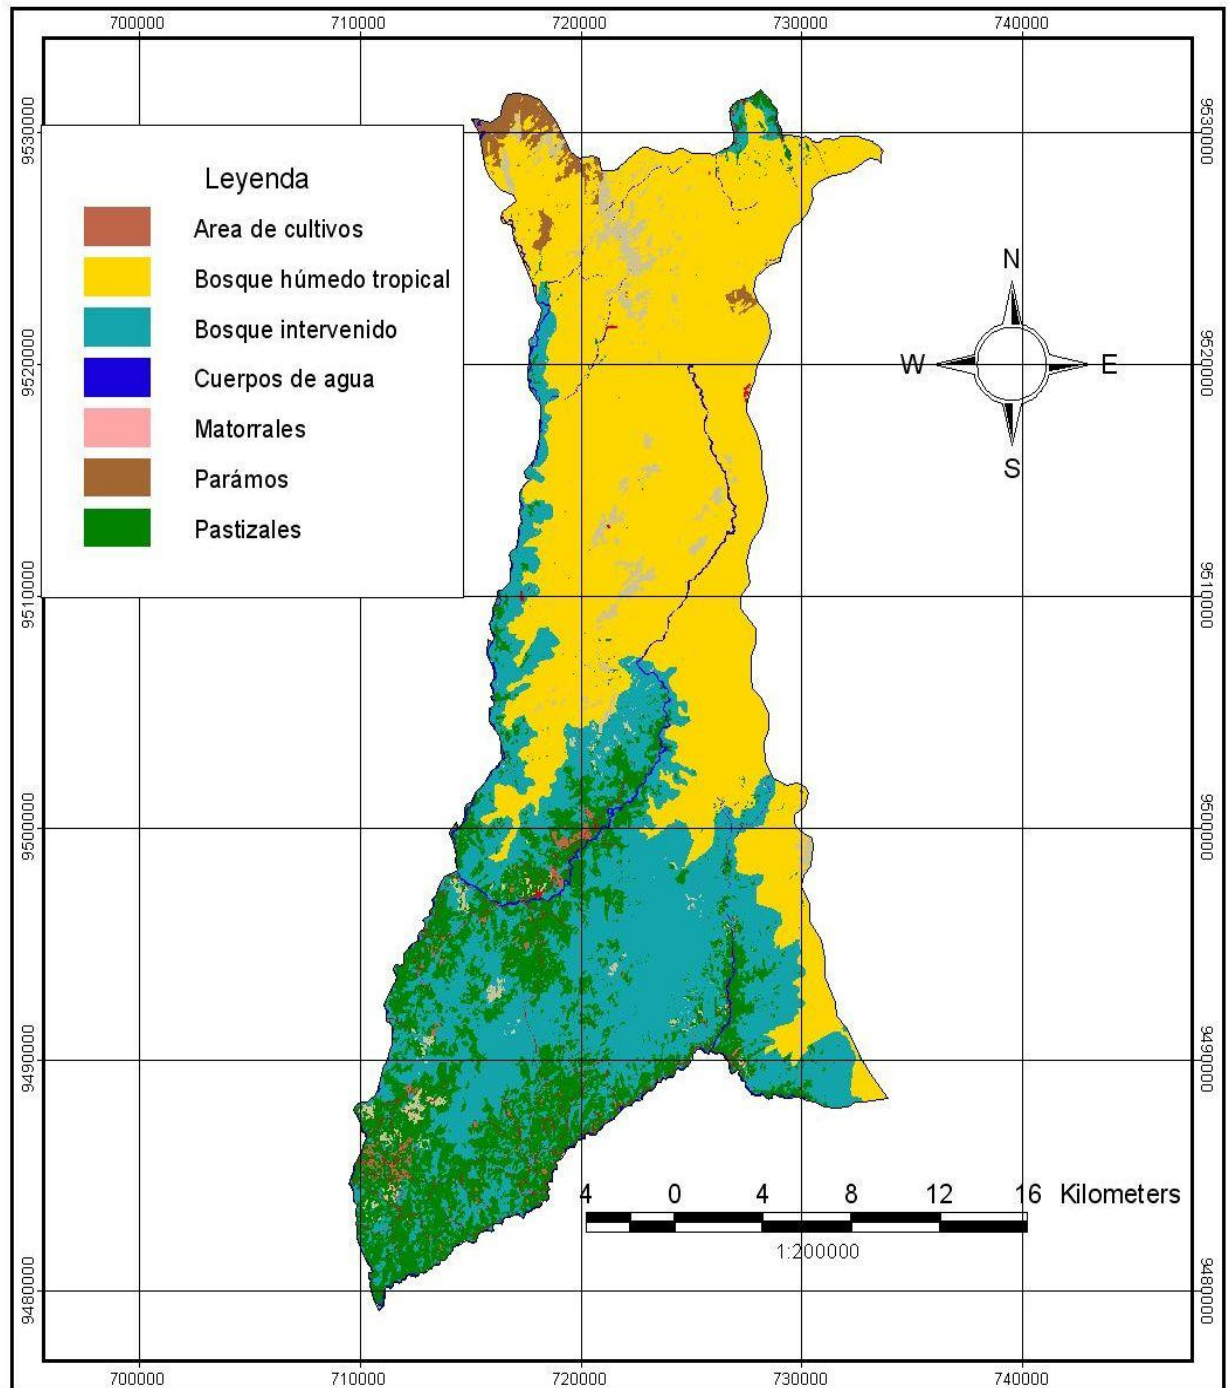 700000 710000 720000 730000 740000
9530000 9530000
Leyenda
Area de cultivos
Bosque húmedo tropical
Bosque intervenido
Cuerpos de agua
Matorrales
Parámos
Pastizales
N
W E
S
9520000 9520000
9510000 9510000
9500000 9500000
9490000 9490000
4 0 4 8 12 16 Kilometers
1:200000
9480000 9480000
700000 710000 720000 730000 740000